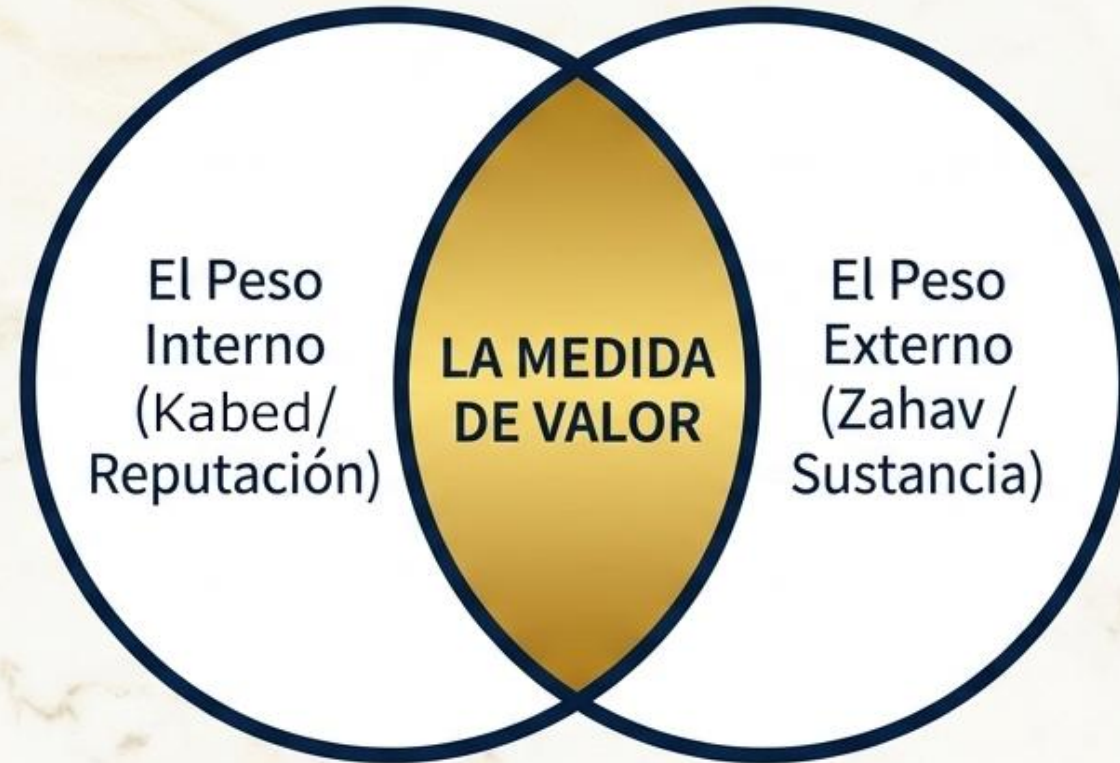 El Peso
Interno
(Kabed/
Reputación)
LA MEDIDA
DE VALOR
El Peso
Externo
(Zahav /
Sustancia)